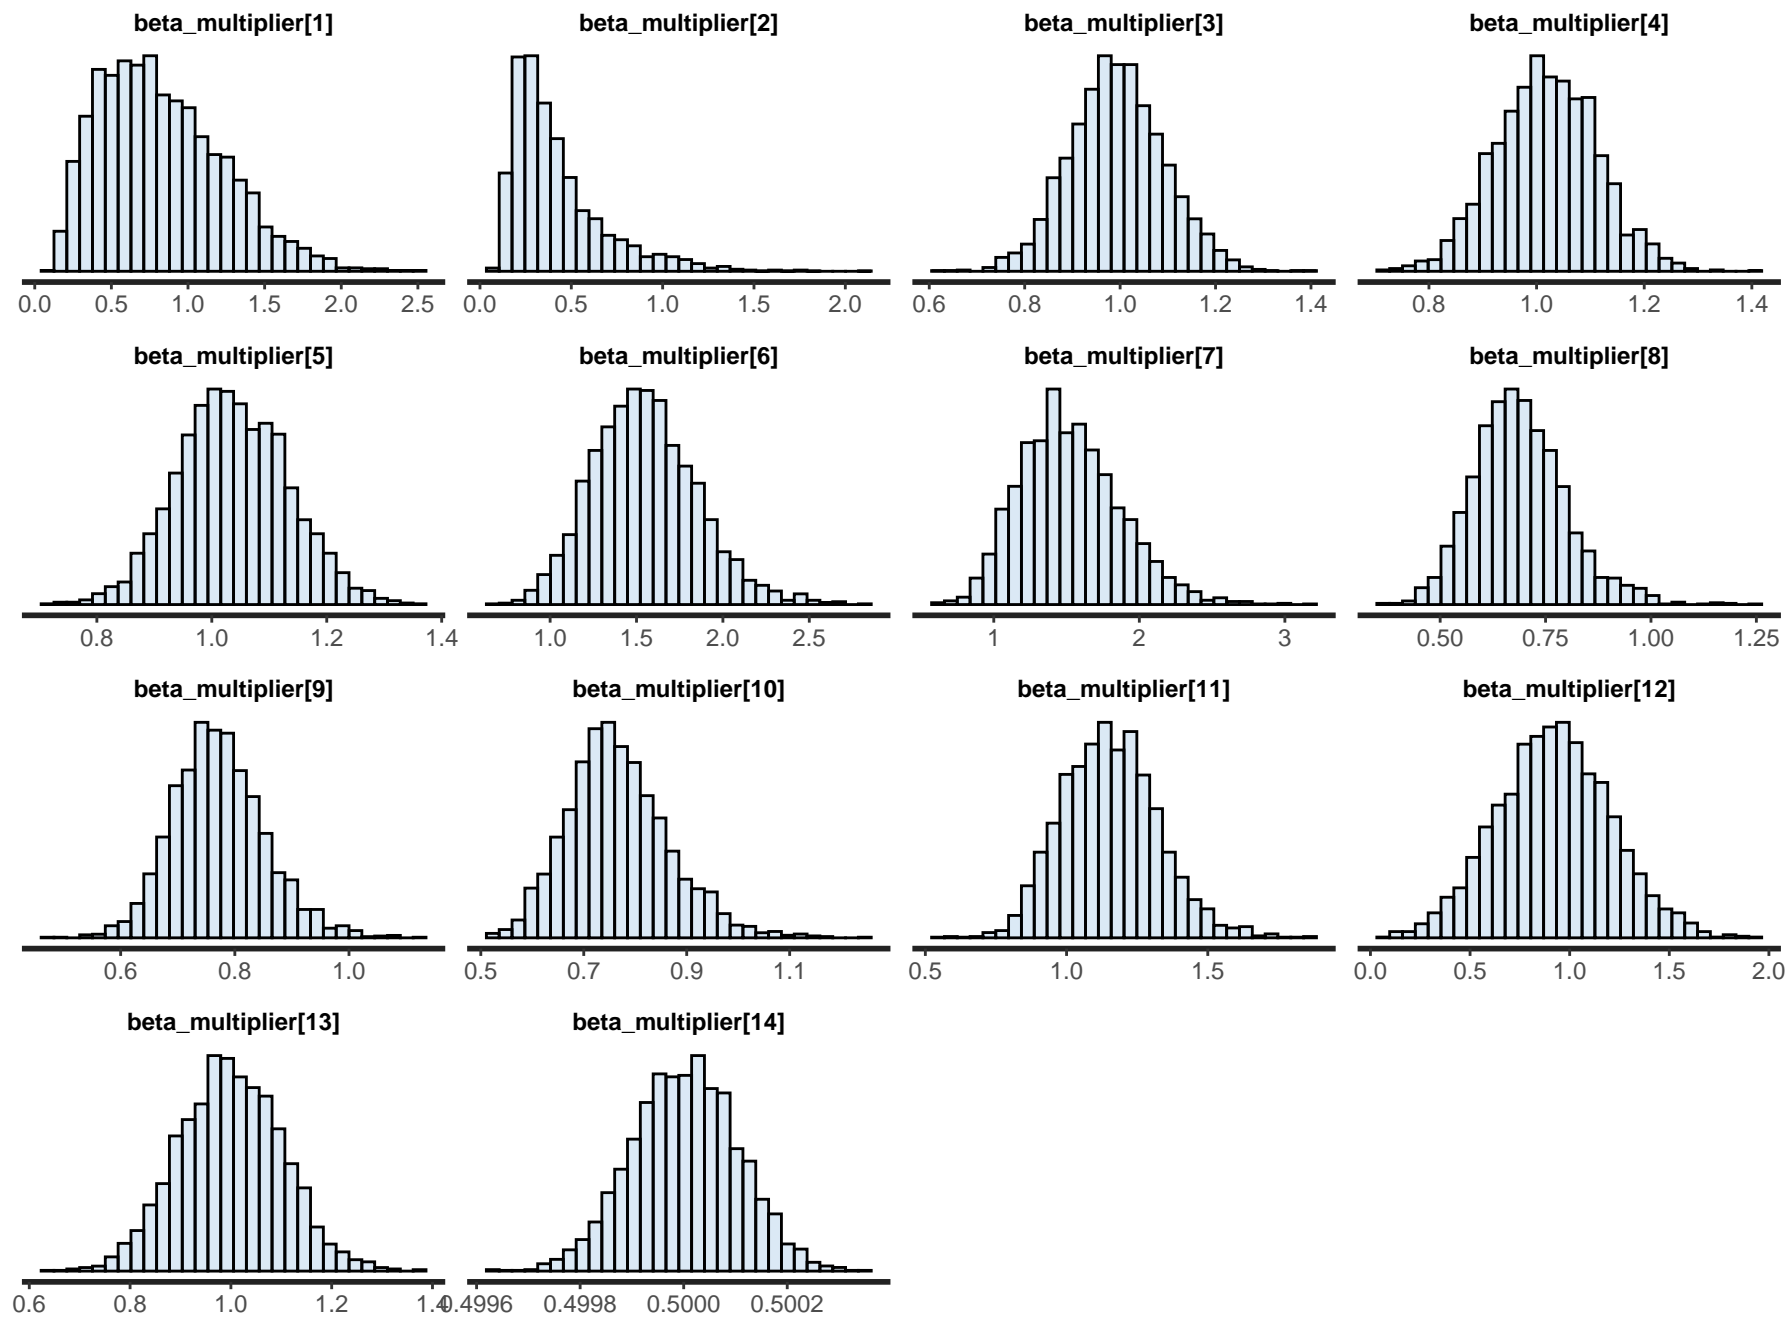 beta_multiplier[1] beta_multiplier[2] beta_multiplier[3] beta_multiplier[4]
0.0 0.5 1.0 1.5 2.0 2.5 0.0 0.5 1.0 1.5 2.0 0.6 0.8 1.0 1.2 1.4 0.8 1.0 1.2 1.4
beta_multiplier[5] beta_multiplier[6] beta_multiplier[7] beta_multiplier[8]
0.8 1.0 1.2 1.4 1.0 1.5 2.0 2.5 1 2 3 0.50 0.75 1.00 1.25
beta_multiplier[9] beta_multiplier[10] beta_multiplier[11] beta_multiplier[12]
0.6 0.8 1.0 0.5 0.7 0.9 1.1 0.5 1.0 1.5 0.0 0.5 1.0 1.5 2.0
beta_multiplier[13] beta_multiplier[14]
0.6 0.8 1.0 1.2 1.4 0.4996 0.4998 0.5000 0.5002